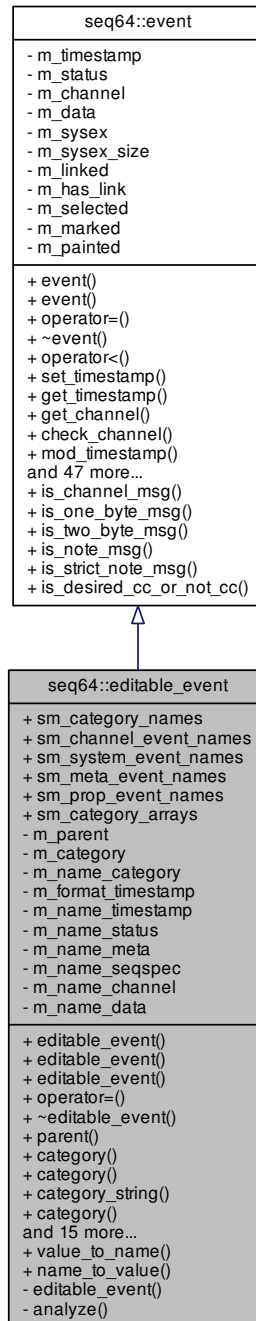 seq64::event
- m_timestamp
- m_status
- m_channel
- m_data
- m_sysex
- m_sysex_size
- m_linked
- m_has_link
- m_selected
- m_marked
- m_painted
+ event()
+ event()
+ operator=()
+ ~event()
+ operator<()
+ set_timestamp()
+ get_timestamp()
+ get_channel()
+ check_channel()
+ mod_timestamp()
and 47 more...
+ is_channel_msg()
+ is_one_byte_msg()
+ is_two_byte_msg()
+ is_note_msg()
+ is_strict_note_msg()
+ is_desired_cc_or_not_cc()
seq64::editable_event
+ sm_category_names
+ sm_channel_event_names
+ sm_system_event_names
+ sm_meta_event_names
+ sm_prop_event_names
+ sm_category_arrays
- m_parent
- m_category
- m_name_category
- m_format_timestamp
- m_name_timestamp
- m_name_status
- m_name_meta
- m_name_seqspec
- m_name_channel
- m_name_data
+ editable_event()
+ editable_event()
+ editable_event()
+ operator=()
+ ~editable_event()
+ parent()
+ category()
+ category()
+ category_string()
+ category()
and 15 more...
+ value_to_name()
+ name_to_value()
- editable_event()
- analyze()